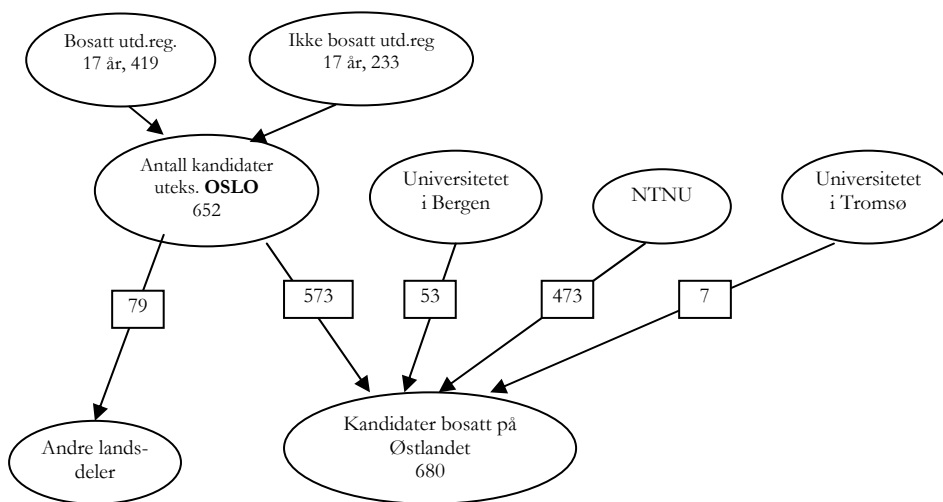 Bosatt utd.reg.
17 år, 419
Ikke bosatt utd.reg
17 år, 233
Antall kandidater
uteks. OSLO
652
Universitetet
i Bergen
NTNU
Universitetet
i Tromsø
79
573
53
473
7
Andre lands-
deler
Kandidater bosatt på
Østlandet
680